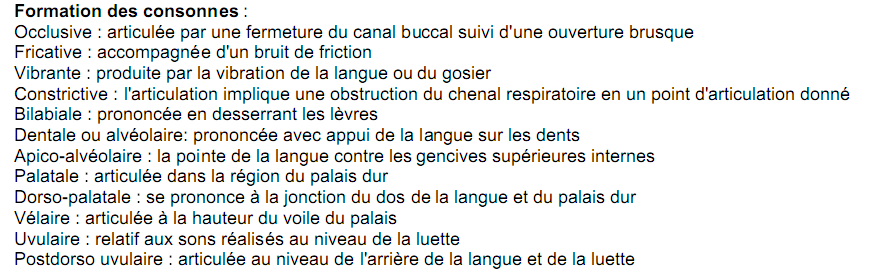 Formation des consonnes :
Occlusive : articulée par une fermeture du canal buccal suivi d'une ouverture brusque
Fricative : accompagnée d'un bruit de friction
Vibrante : produite par la vibration de la langue ou du gosier
Constrictive : l'articulation implique une obstruction du chenal respiratoire en un point d'articulation donné
Bilabiale : prononcée en desserrant les lèvres
Dentale ou alvéolaire: prononcée avec appui de la langue sur les dents
Apico-alvéolaire : la pointe de la langue contre les gencives supérieures internes
Palatale : articulée dans la région du palais dur
Dorso-palatale : se prononce à la jonction du dos de la langue et du palais dur
Vélaire : articulée à la hauteur du voile du palais
Uvulaire : relatif aux sons réalisés au niveau de la luette
Postdorso uvulaire : articulée au niveau de l'arrière de la langue et de la luette